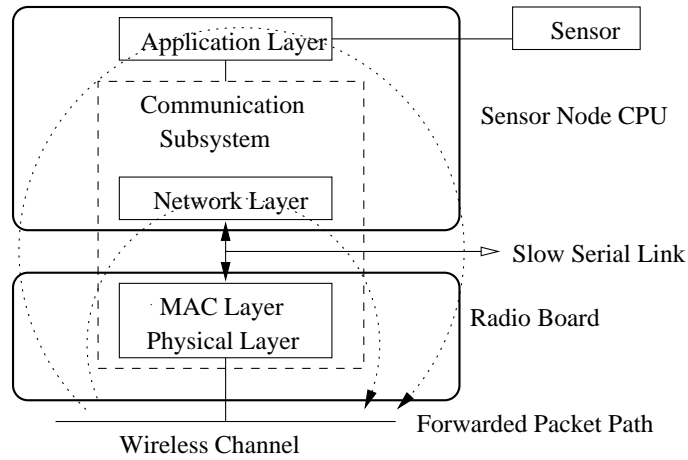 Application Layer
Sensor
Communication
Subsystem
Sensor Node CPU
Network Layer
Slow Serial Link
MAC Layer
Physical Layer
Radio Board
Forwarded Packet Path
Wireless Channel